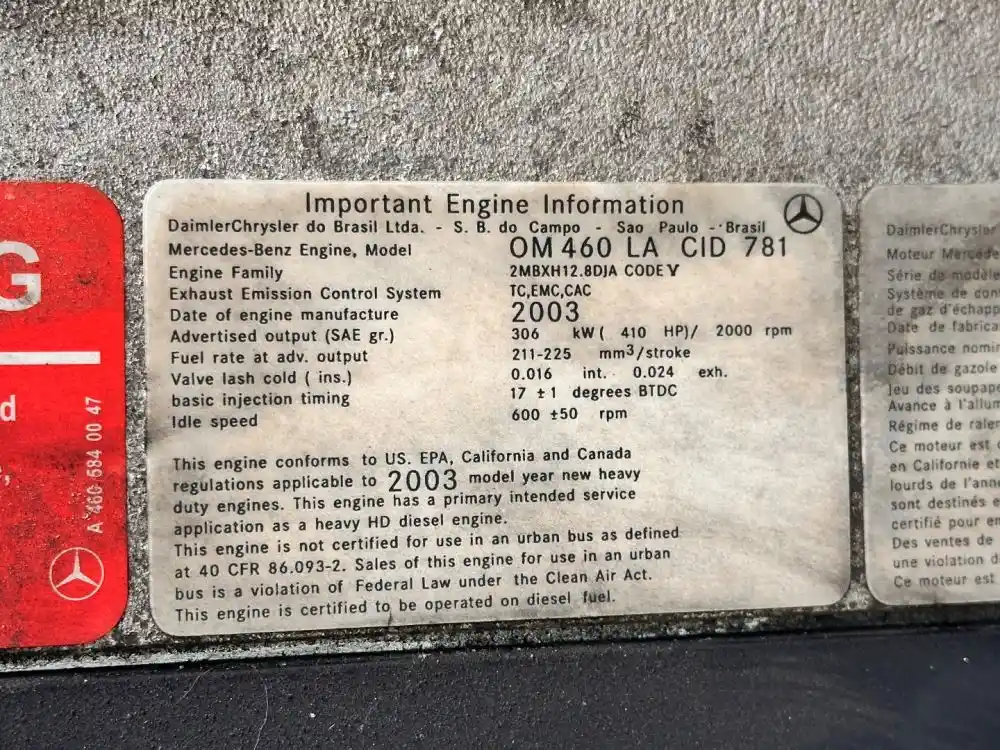 G
d
A 460 584 00 47
Important Engine Information
DaimlerChrysler do Brasil Ltda. - S. B. do Campo - Sao Paulo - Brasil
Mercedes-Benz Engine, Model OM 460 LA CID 781
Engine Family 2MBXH12.8DJA CODE Y
Exhaust Emission Control System TC,EMC,CAC
Date of engine manufacture 2003
Advertised output (SAE gr.) 306 kW ( 410 HP)/ 2000 rpm
Fuel rate at adv. output 211-225 mm³/stroke
Valve lash cold ( ins.) 0.016 int. 0.024 exh.
basic injection timing 17 ±1 degrees BTDC
Idle speed 600 ±50 rpm
This engine conforms to US. EPA, California and Canada
regulations applicable to 2003 model year new heavy
duty engines. This engine has a primary intended service
application as a heavy HD diesel engine.
This engine is not certified for use in an urban bus as defined
at 40 CFR 86.093-2. Sales of this engine for use in an urban
bus is a violation of Federal Law under the Clean Air Act.
This engine is certified to be operated on diesel fuel.
DaimlerChrysler
Moteur Mercede
Série de modèle
Système de con
de gaz d'échapp
Date de fabrica
Puissance nomin
Débit de gazole
Jeu des soupape
Avance à l'allum
Régime de raler
Ce moteur est
en Californie et
lourds de l'anné
sont destinés e
certifié pour en
Des ventes de
une violation d
Ce moteur est